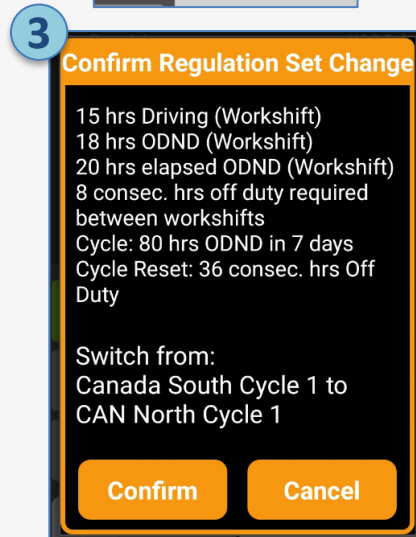 3
Confirm Regulation Set Change
15 hrs Driving (Workshift)
18 hrs ODND (Workshift)
20 hrs elapsed ODND (Workshift)
8 consec. hrs off duty required
between workshifts
Cycle: 80 hrs ODND in 7 days
Cycle Reset: 36 consec. hrs Off
Duty
Switch from:
Canada South Cycle 1 to
CAN North Cycle 1
Confirm
Cancel